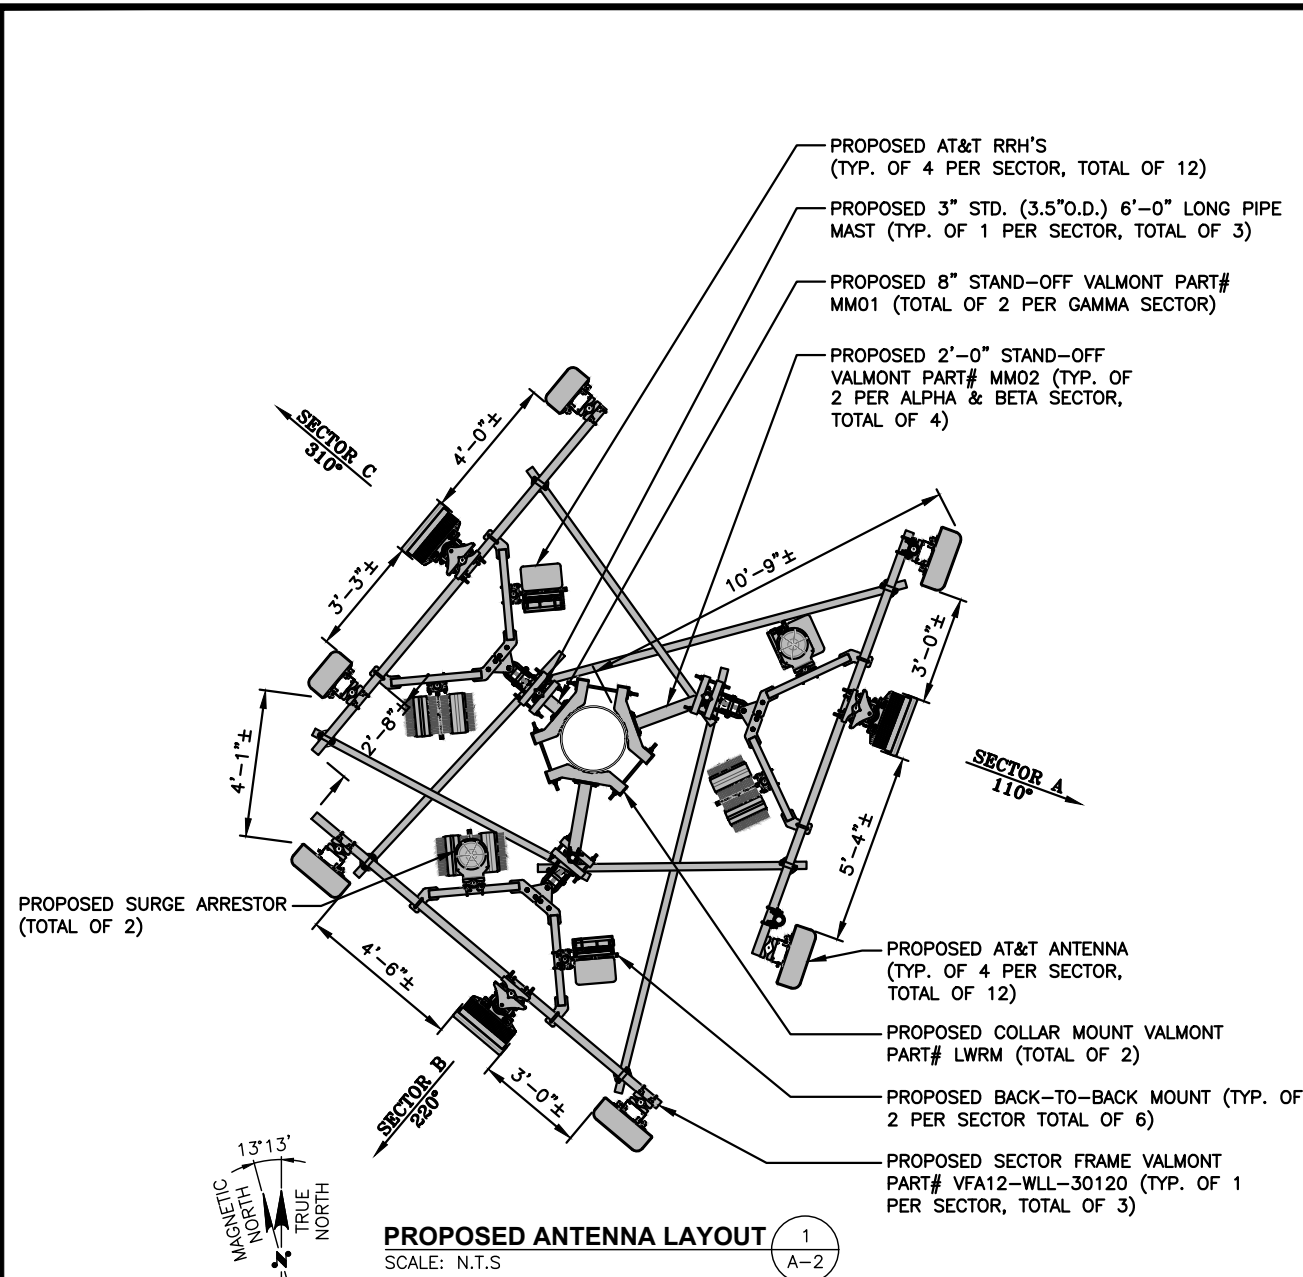 PROPOSED AT&T RRH'S
(TYP. OF 4 PER SECTOR, TOTAL OF 12)
PROPOSED 3" STD. (3.5"O.D.) 6'-0" LONG PIPE
MAST (TYP. OF 1 PER SECTOR, TOTAL OF 3)
PROPOSED 8" STAND-OFF VALMONT PART#
MM01 (TOTAL OF 2 PER GAMMA SECTOR)
PROPOSED 2'-0" STAND-OFF
VALMONT PART# MM02 (TYP. OF
2 PER ALPHA & BETA SECTOR,
TOTAL OF 4)
SECTOR C
310°
4'-0"±
3'-3"±
10'-9"±
3'-0"±
2'-8"±
4'-1"±
SECTOR A
110°
5'-4"±
PROPOSED SURGE ARRESTOR
(TOTAL OF 2)
4'-6"±
PROPOSED AT&T ANTENNA
(TYP. OF 4 PER SECTOR,
TOTAL OF 12)
PROPOSED COLLAR MOUNT VALMONT
PART# LWRM (TOTAL OF 2)
SECTOR B
220°
3'-0"±
PROPOSED BACK-TO-BACK MOUNT (TYP. OF
2 PER SECTOR TOTAL OF 6)
PROPOSED SECTOR FRAME VALMONT
PART# VFA12-WLL-30120 (TYP. OF 1
PER SECTOR, TOTAL OF 3)
13°13'
MAGNETIC
NORTH
TRUE
NORTH
N
PROPOSED ANTENNA LAYOUT
SCALE: N.T.S
1
A-2